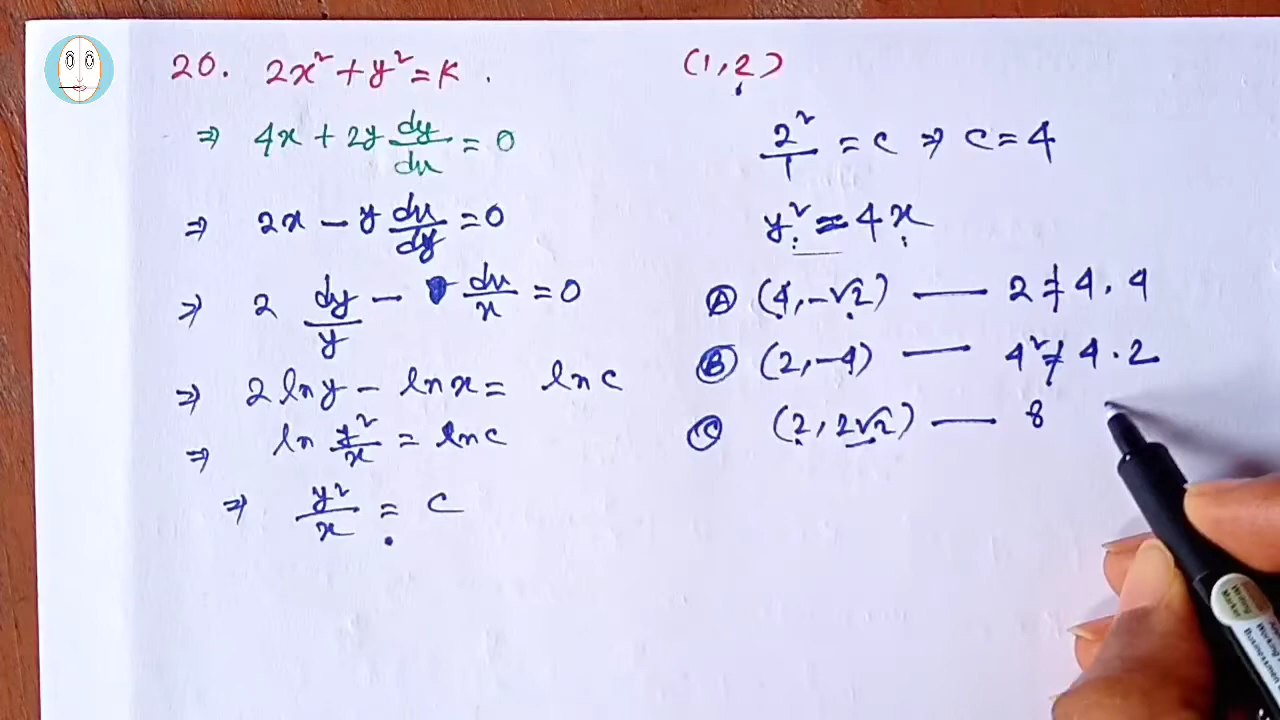 20. 2x² + y² = K .
⇒ 4x + 2y dy/dx = 0
⇒ 2x - y dx/dy = 0
⇒ 2 dy/y - dx/x = 0
⇒ 2 ln y - ln x = ln c
⇒ ln y²/x = ln c
⇒ y²/x = c
(1, 2)
2²/1 = c ⇒ c = 4
y² = 4x
Ⓐ (4, -√2) — 2 ≠ 4 . 4
Ⓑ (2, -4) — 4² ≠ 4 . 2
Ⓒ (2, 2√2) — 8
Writing
Marker